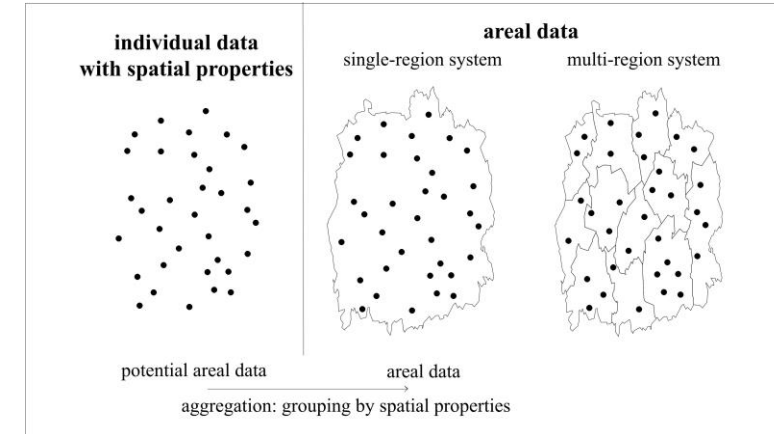 individual data
with spatial properties
areal data
single-region system
multi-region system
potential areal data
areal data
aggregation: grouping by spatial properties